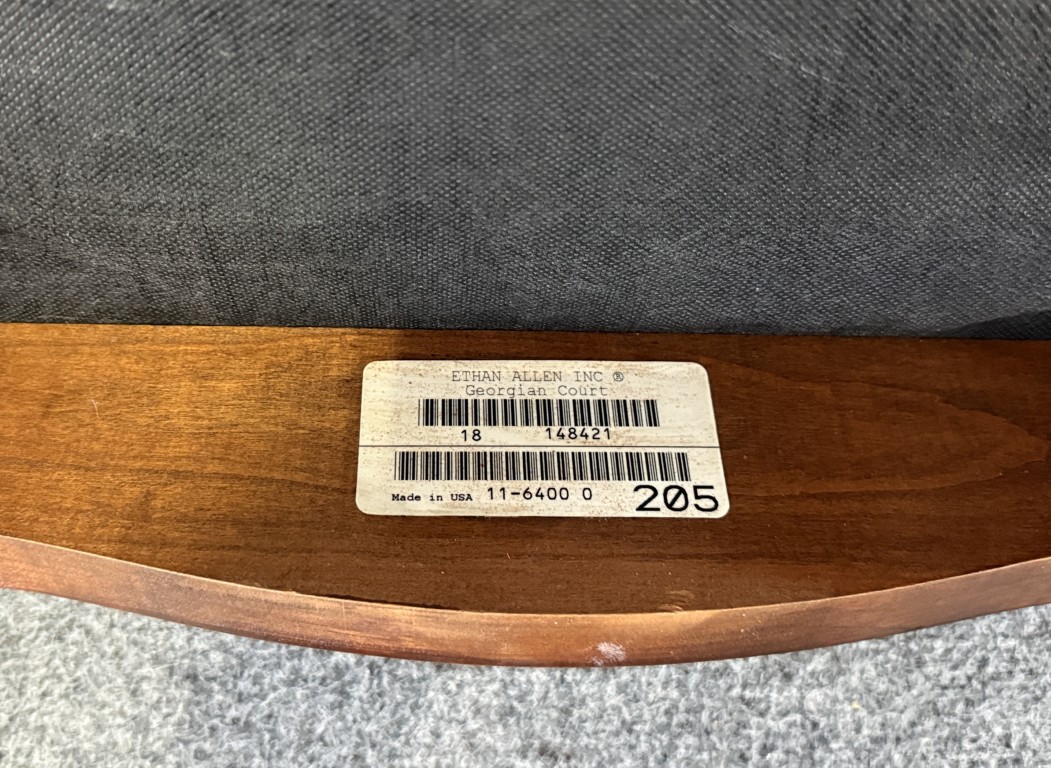 ETHAN ALLEN INC ®
Georgian Court
18 148421
Made in USA 11-6400 0 205